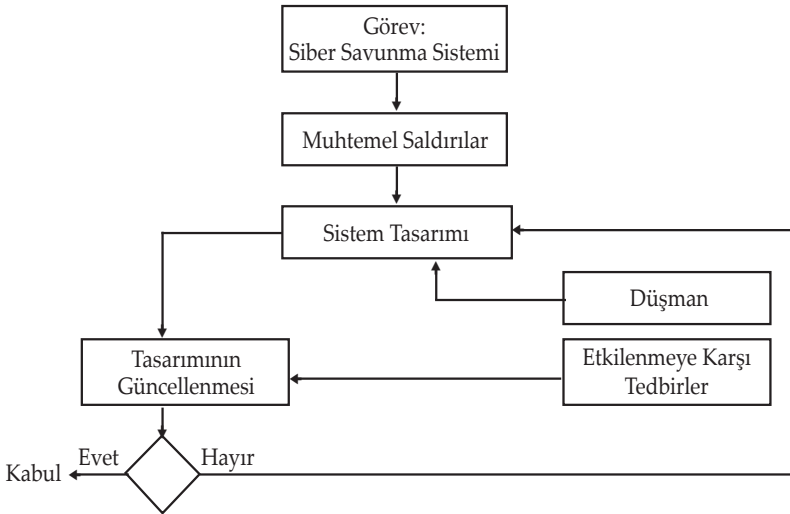 Görev:
Siber Savunma Sistemi
Muhtemel Saldırılar
Sistem Tasarımı
Düşman
Tasarımının
Güncellenmesi
Etkilenmeye Karşı
Tedbirler
Kabul
Evet
Hayır